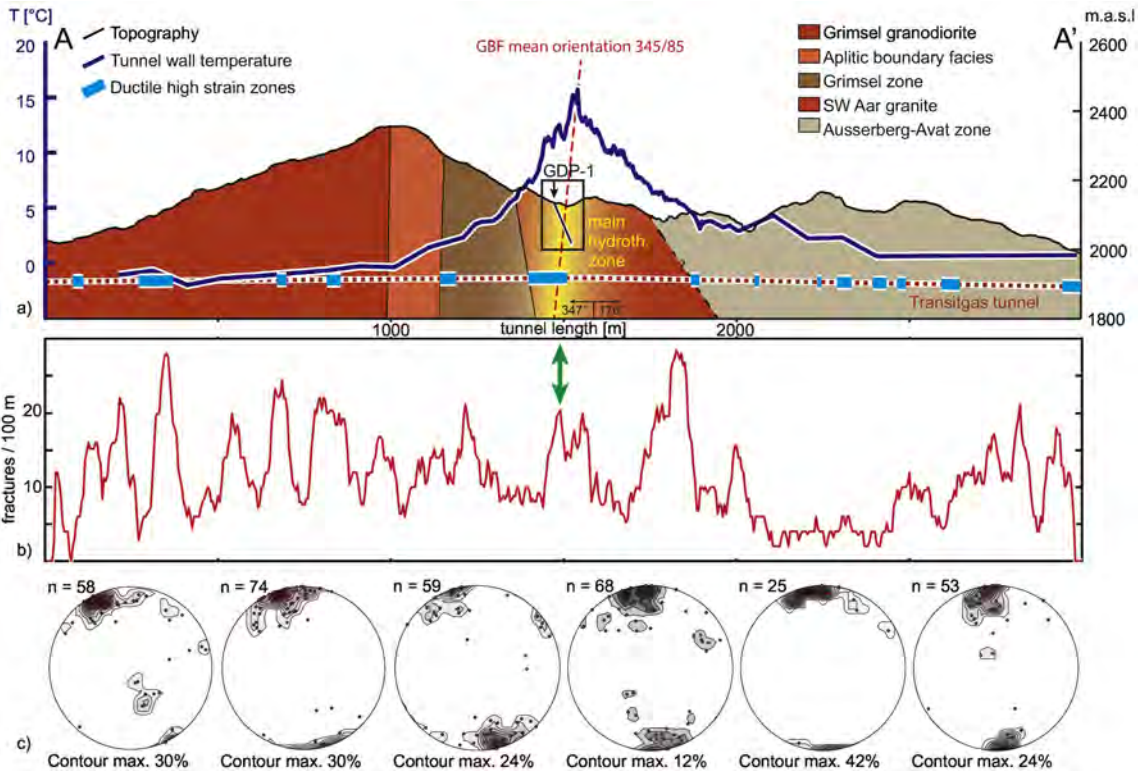 T [°C]
A
A'
m.a.s.l
Topography
Tunnel wall temperature
Ductile high strain zones
GBF mean orientation 345/85
Grimsel granodiorite
Aplitic boundary facies
Grimsel zone
SW Aar granite
Ausserberg-Avat zone
20
15
10
5
0
2600
2400
2200
2000
1800
GDP-1
main
hydroth.
zone
Transitgas tunnel
347°
a)
1000
2000
tunnel length [m]
fractures / 100 m
20
10
b)
n = 58
n = 74
n = 59
n = 68
n = 25
n = 53
c)
Contour max. 30%
Contour max. 30%
Contour max. 24%
Contour max. 12%
Contour max. 42%
Contour max. 24%